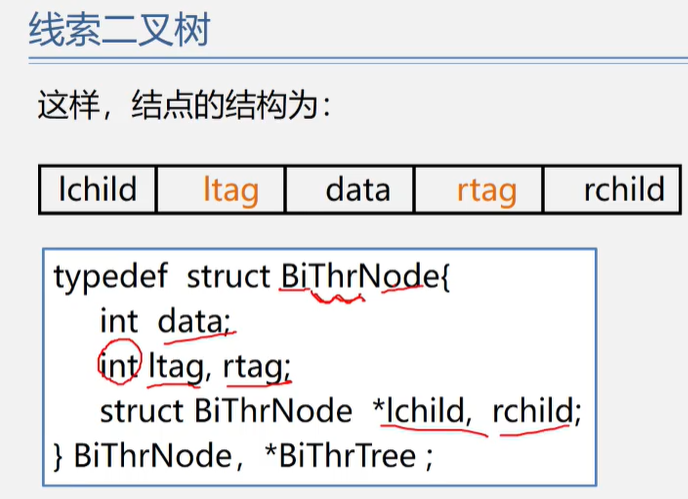 线索二叉树
这样，结点的结构为：
lchild ltag data rtag rchild
typedef struct BiThrNode{
int data;
int ltag, rtag;
struct BiThrNode *lchild, rchild;
} BiThrNode，*BiThrTree ;